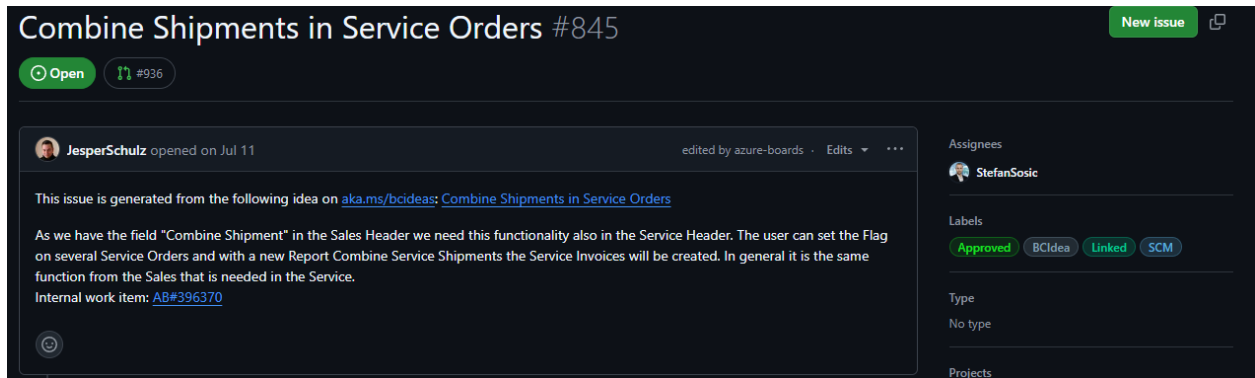 Combine Shipments in Service Orders #845
New issue
Open
#936
JesperSchulz opened on Jul 11
edited by azure-boards · Edits
This issue is generated from the following idea on aka.ms/bcideas: Combine Shipments in Service Orders
As we have the field "Combine Shipment" in the Sales Header we need this functionality also in the Service Header. The user can set the Flag
on several Service Orders and with a new Report Combine Service Shipments the Service Invoices will be created. In general it is the same
function from the Sales that is needed in the Service.
Internal work item: AB#396370
Assignees
StefanSosic
Labels
Approved BCIdea Linked SCM
Type
No type
Projects